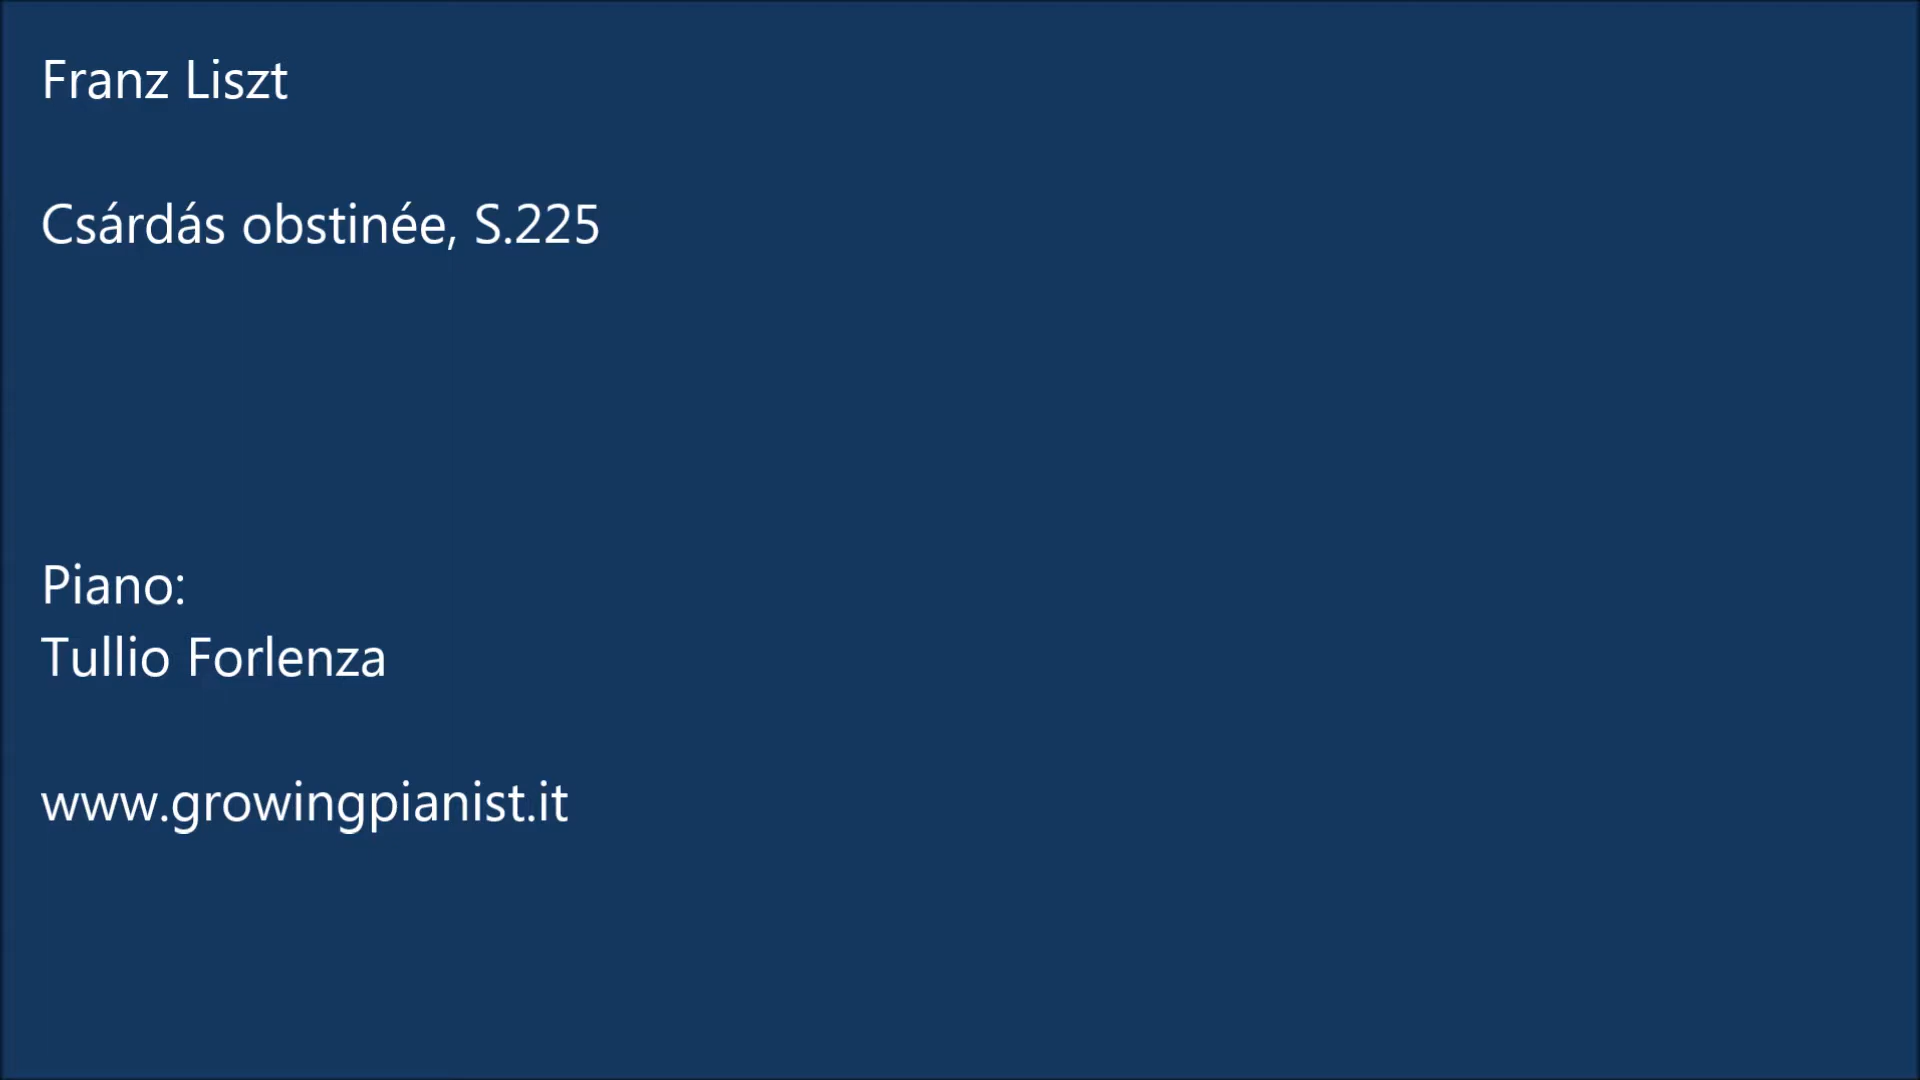 Franz Liszt
Csárdás obstinée, S.225
Piano:
Tullio Forlenza
www.growingpianist.it